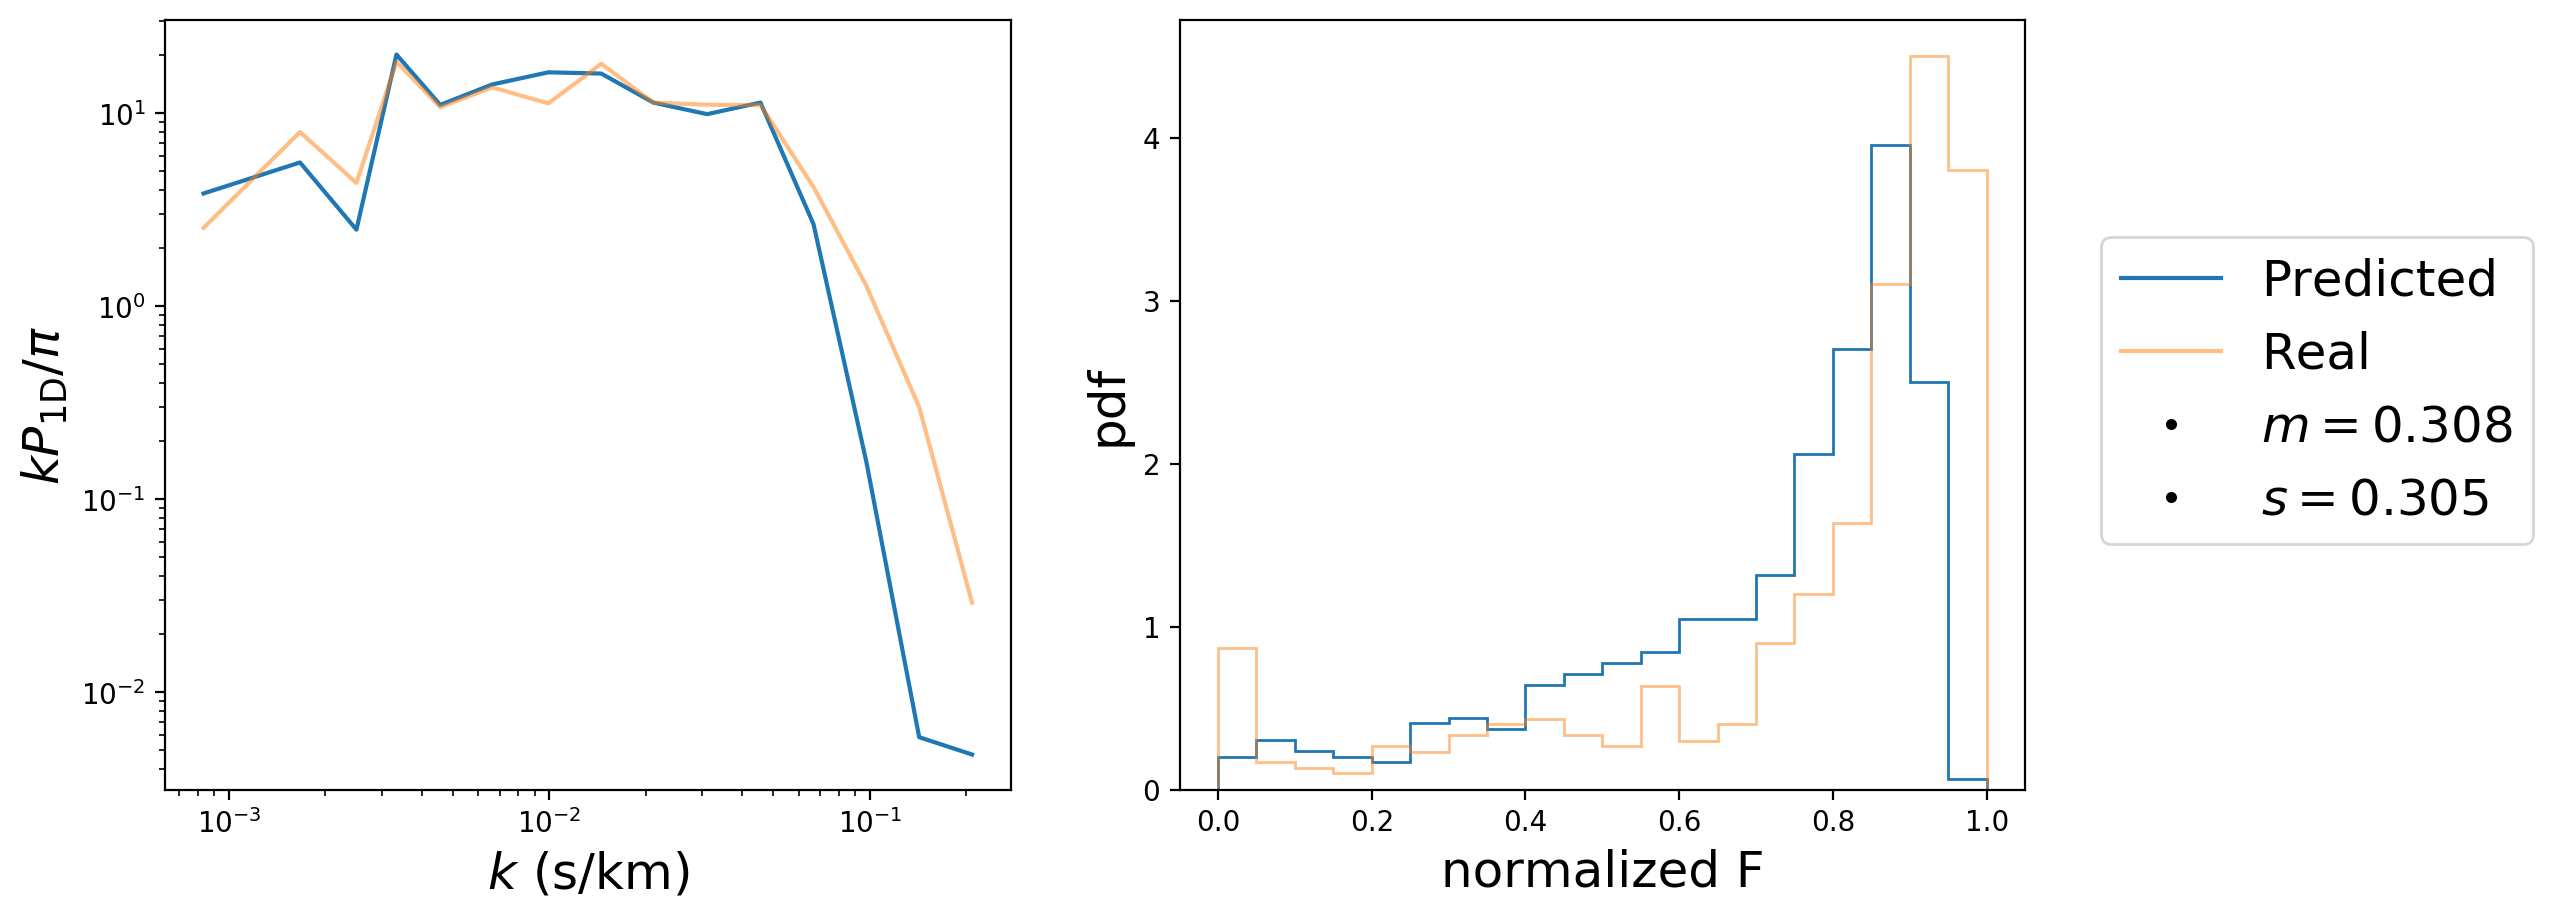 10¹
10⁰
10⁻¹
10⁻²
kP₁D/π
10⁻³
10⁻²
10⁻¹
k (s/km)
4
3
2
1
0
pdf
0.0
0.2
0.4
0.6
0.8
1.0
normalized F
Predicted
Real
m = 0.308
s = 0.305